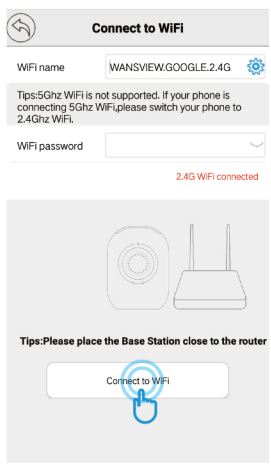 Connect to WiFi
WiFi name WANSVIEW.GOOGLE.2.4G
Tips:5Ghz WiFi is not supported. If your phone is
connecting 5Ghz WiFi,please switch your phone to
2.4Ghz WiFi.
WiFi password
2.4G WiFi connected
Tips:Please place the Base Station close to the router
Connect to WiFi